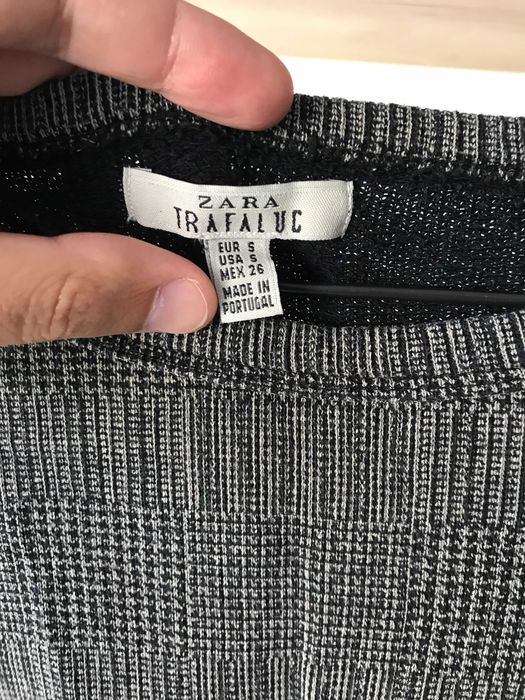 ZARA
TRAFALUC
EUR S
USA S
MEX 26
MADE IN
PORTUGAL